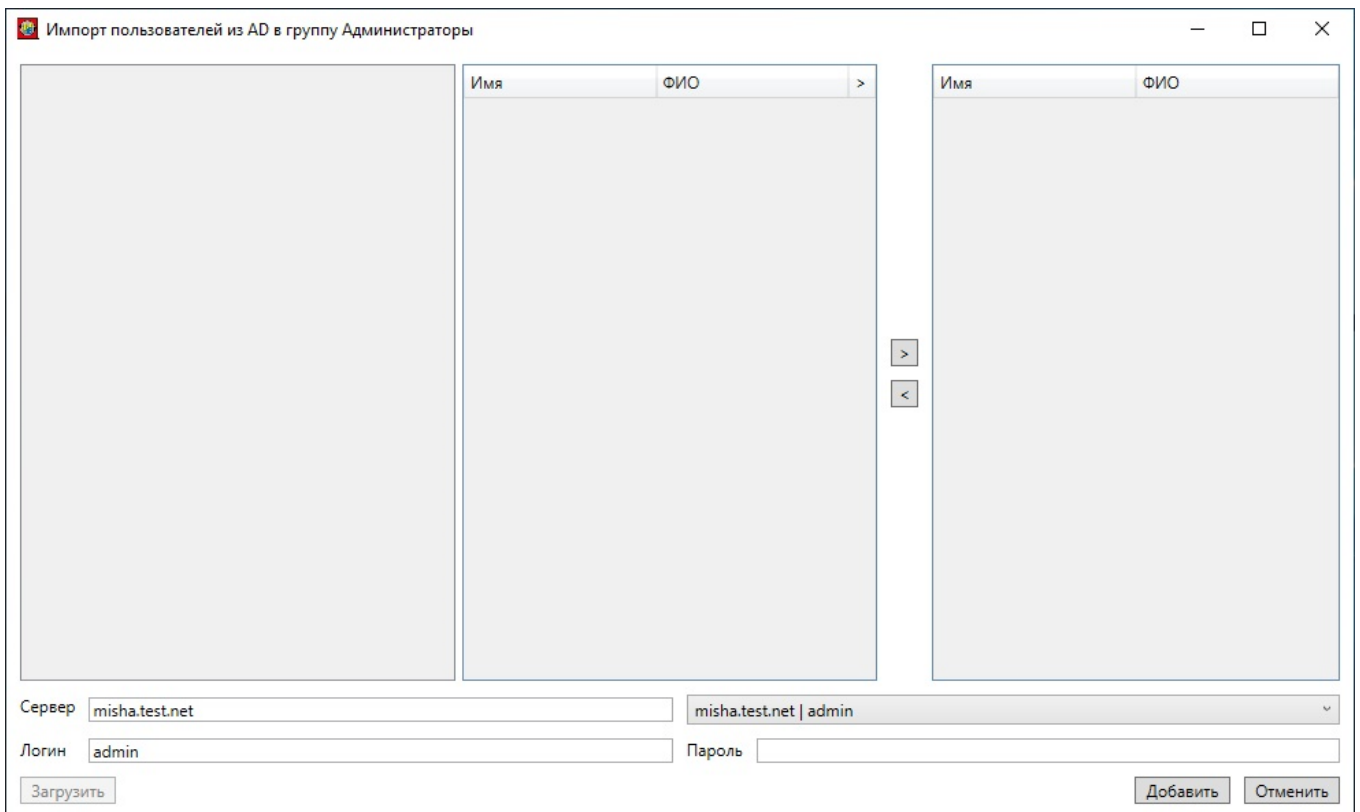 Импорт пользователей из AD в группу Администраторы
Имя ФИО >
Имя ФИО
>
<
Сервер misha.test.net misha.test.net | admin
Логин admin Пароль
Загрузить Добавить Отменить